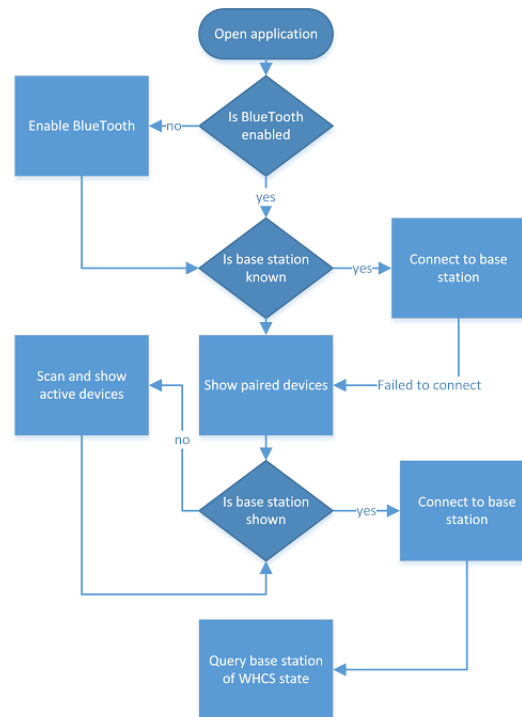 Open application
Is BlueTooth
enabled
no
Enable BlueTooth
yes
Is base station
known
yes
Connect to base
station
Scan and show
active devices
Show paired devices
Failed to connect
no
Is base station
shown
yes
Connect to base
station
Query base station
of WHCS state